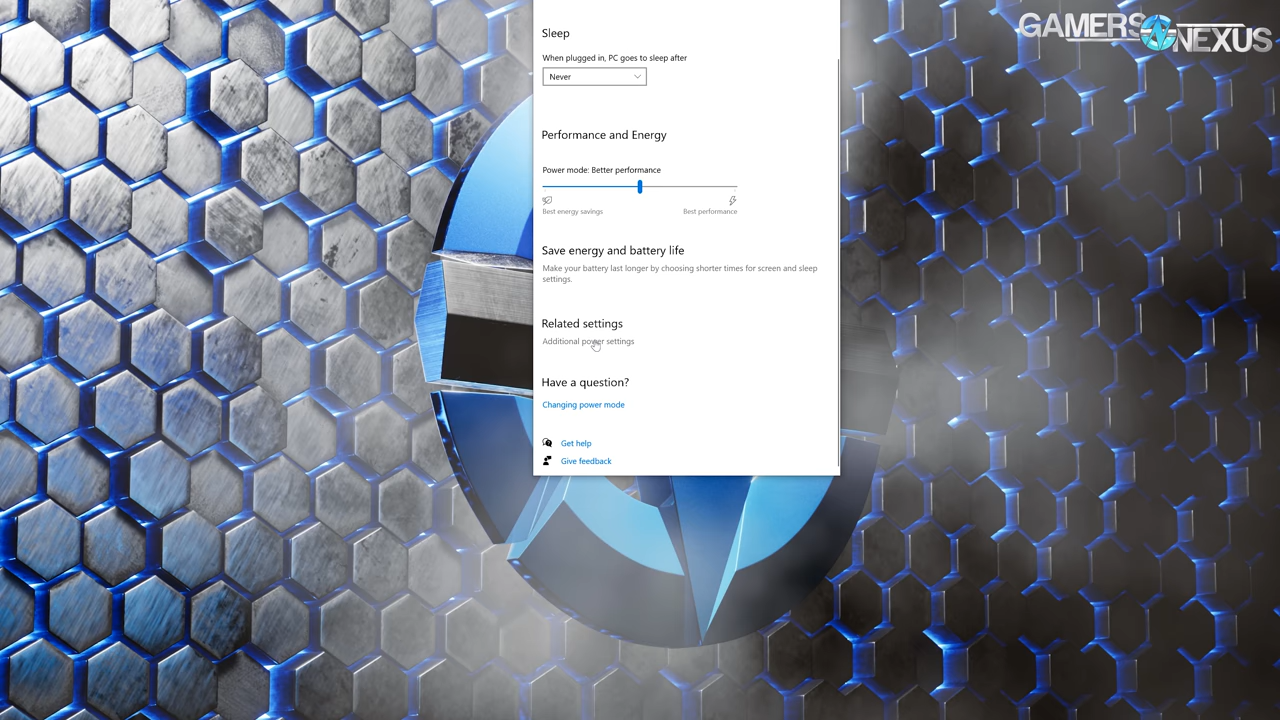 GAMERS NEXUS
Sleep
When plugged in, PC goes to sleep after
Never
Performance and Energy
Power mode: Better performance
Best energy savings
Best performance
Save energy and battery life
Make your battery last longer by choosing shorter times for screen and sleep
settings.
Related settings
Additional power settings
Have a question?
Changing power mode
Get help
Give feedback